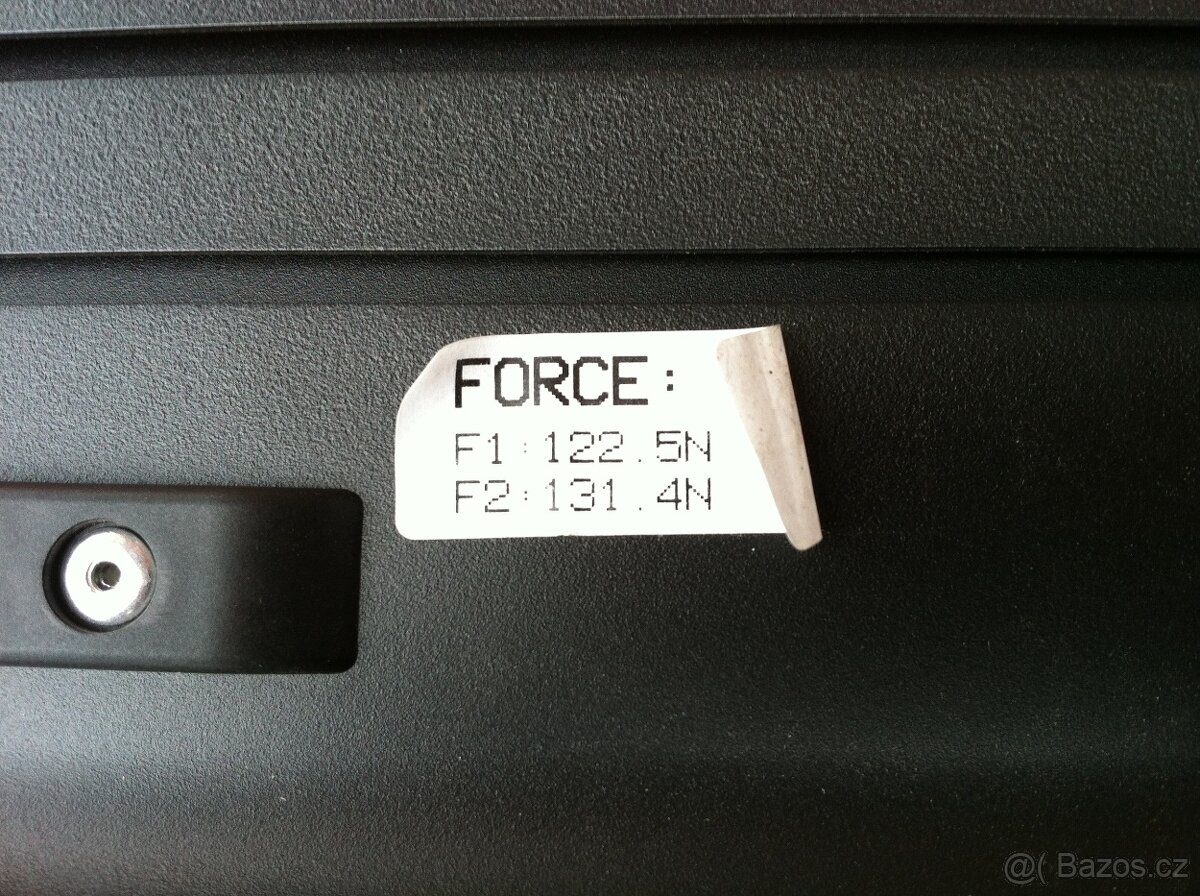 FORCE:
F1:122.5N
F2:131.4N
@( Bazos.cz